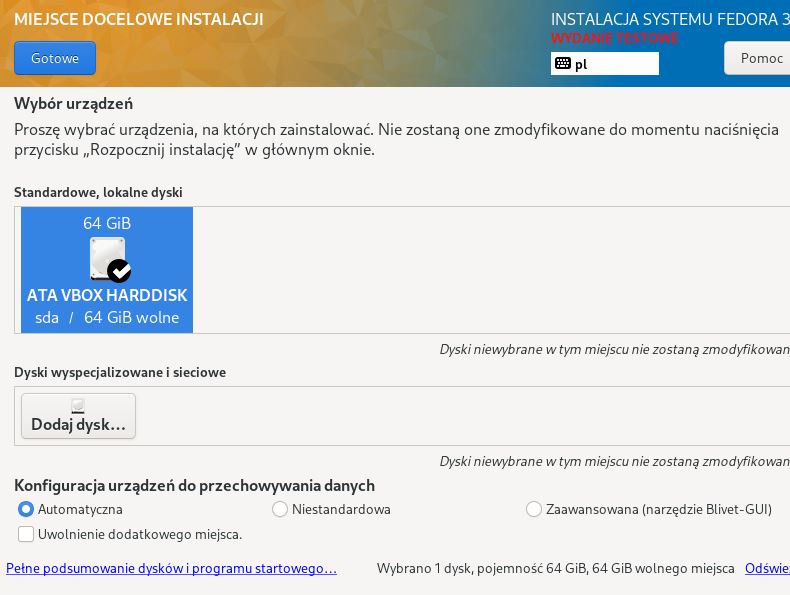 MIEJSCE DOCELOWE INSTALACJI
INSTALACJA SYSTEMU FEDORA 3
WYDANIE TESTOWE
Gotowe
pl
Pomoc
Wybór urządzeń
Proszę wybrać urządzenia, na których zainstalować. Nie zostaną one zmodyfikowane do momentu naciśnięcia
przycisku „Rozpocznij instalację” w głównym oknie.
Standardowe, lokalne dyski
64 GiB
ATA VBOX HARDDISK
sda / 64 GiB wolne
Dyski niewybrane w tym miejscu nie zostaną zmodyfikowan
Dyski wyspecjalizowane i sieciowe
Dodaj dysk...
Dyski niewybrane w tym miejscu nie zostaną zmodyfikowan
Konfiguracja urządzeń do przechowywania danych
Automatyczna
Niestandardowa
Zaawansowana (narzędzie Blivet-GUI)
Uwolnienie dodatkowego miejsca.
Pełne podsumowanie dysków i programu startowego...
Wybrano 1 dysk, pojemność 64 GiB, 64 GiB wolnego miejsca
Odśwież